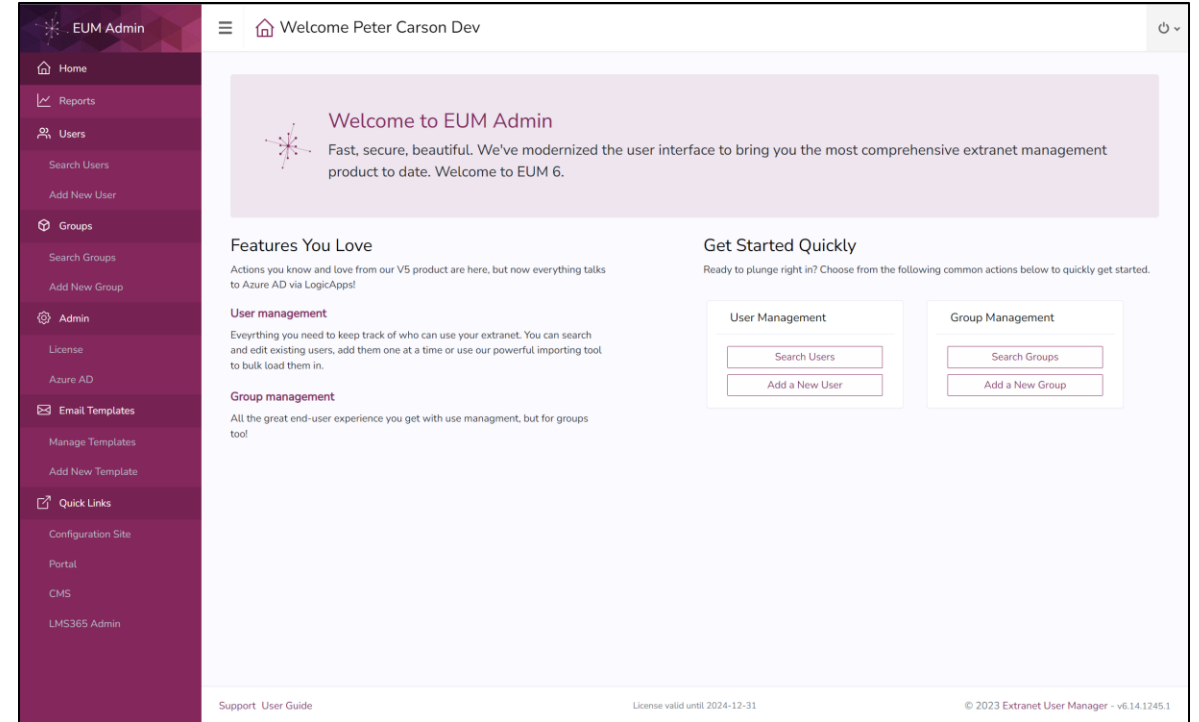 EUM Admin
Welcome Peter Carson Dev
Home
Reports
Users
Search Users
Add New User
Groups
Search Groups
Add New Group
Admin
License
Azure AD
Email Templates
Manage Templates
Add New Template
Quick Links
Configuration Site
Portal
CMS
LMS365 Admin
Welcome to EUM Admin
Fast, secure, beautiful. We've modernized the user interface to bring you the most comprehensive extranet management
product to date. Welcome to EUM 6.
Features You Love
Actions you know and love from our V5 product are here, but now everything talks
to Azure AD via LogicApps!
User management
Eveyrthing you need to keep track of who can use your extranet. You can search
and edit existing users, add them one at a time or use our powerful importing tool
to bulk load them in.
Group management
All the great end-user experience you get with use managment, but for groups
too!
Get Started Quickly
Ready to plunge right in? Choose from the following common actions below to quickly get started.
User Management
Search Users
Add a New User
Group Management
Search Groups
Add a New Group
Support User Guide
License valid until 2024-12-31
© 2023 Extranet User Manager - v6.14.1245.1